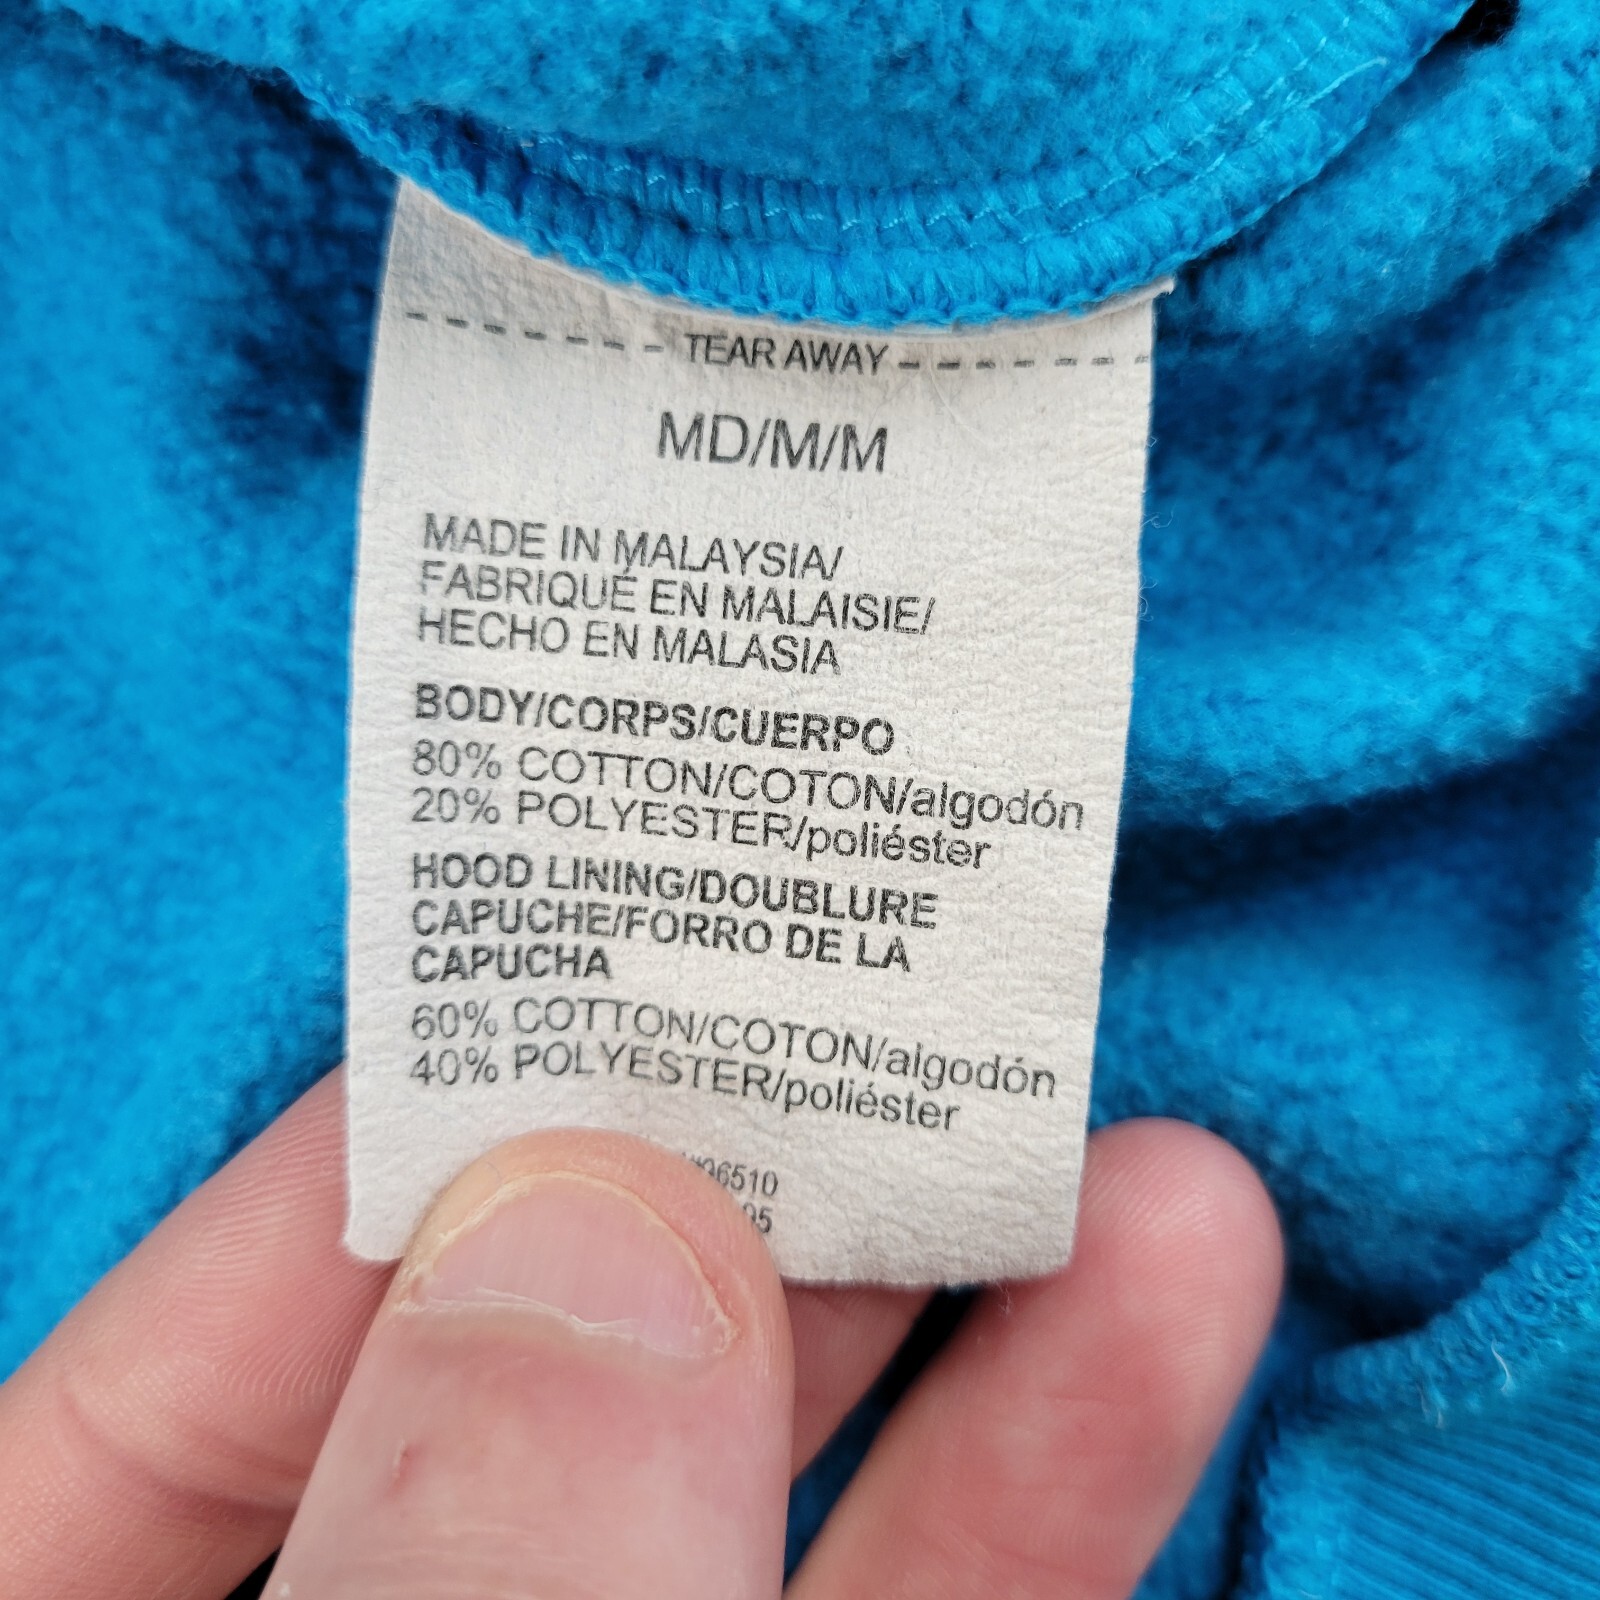 TEAR AWAY
MD/M/M
MADE IN MALAYSIA/
FABRIQUÉ EN MALAISIE/
HECHO EN MALASIA
BODY/CORPS/CUERPO
80% COTTON/COTON/algodón
20% POLYESTER/poliéster
HOOD LINING/DOUBLURE
CAPUCHE/FORRO DE LA
CAPUCHA
60% COTTON/COTON/algodón
40% POLYESTER/poliéster